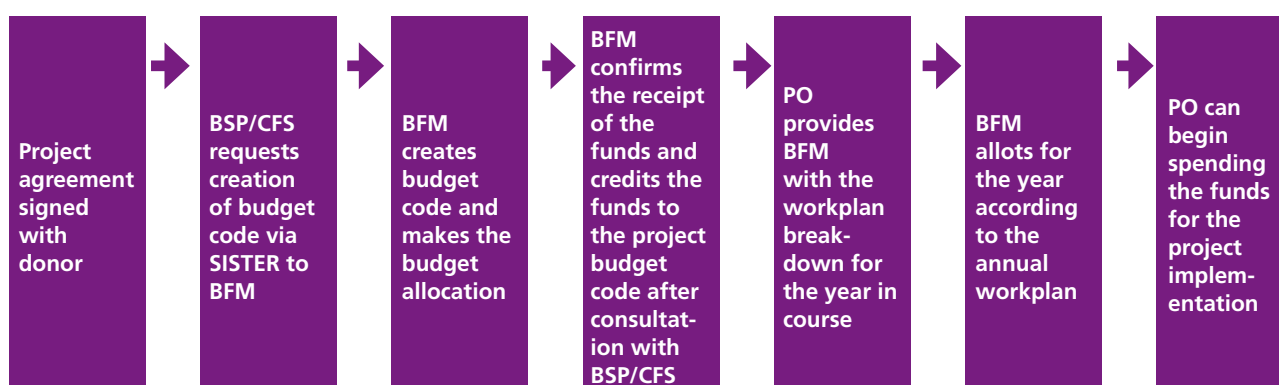 Project
agreement
signed
with
donor
BSP/CFS
requests
creation
of budget
code via
SISTER to
BFM
BFM
creates
budget
code and
makes the
budget
allocation
BFM
confirms
the receipt
of the
funds and
credits the
funds to
the project
budget
code after
consultat-
ion with
BSP/CFS
PO
provides
BFM
with the
workplan
break-
down for
the year in
course
BFM
allots for
the year
according
to the
annual
workplan
PO can
begin
spending
the funds
for the
project
implem-
entation